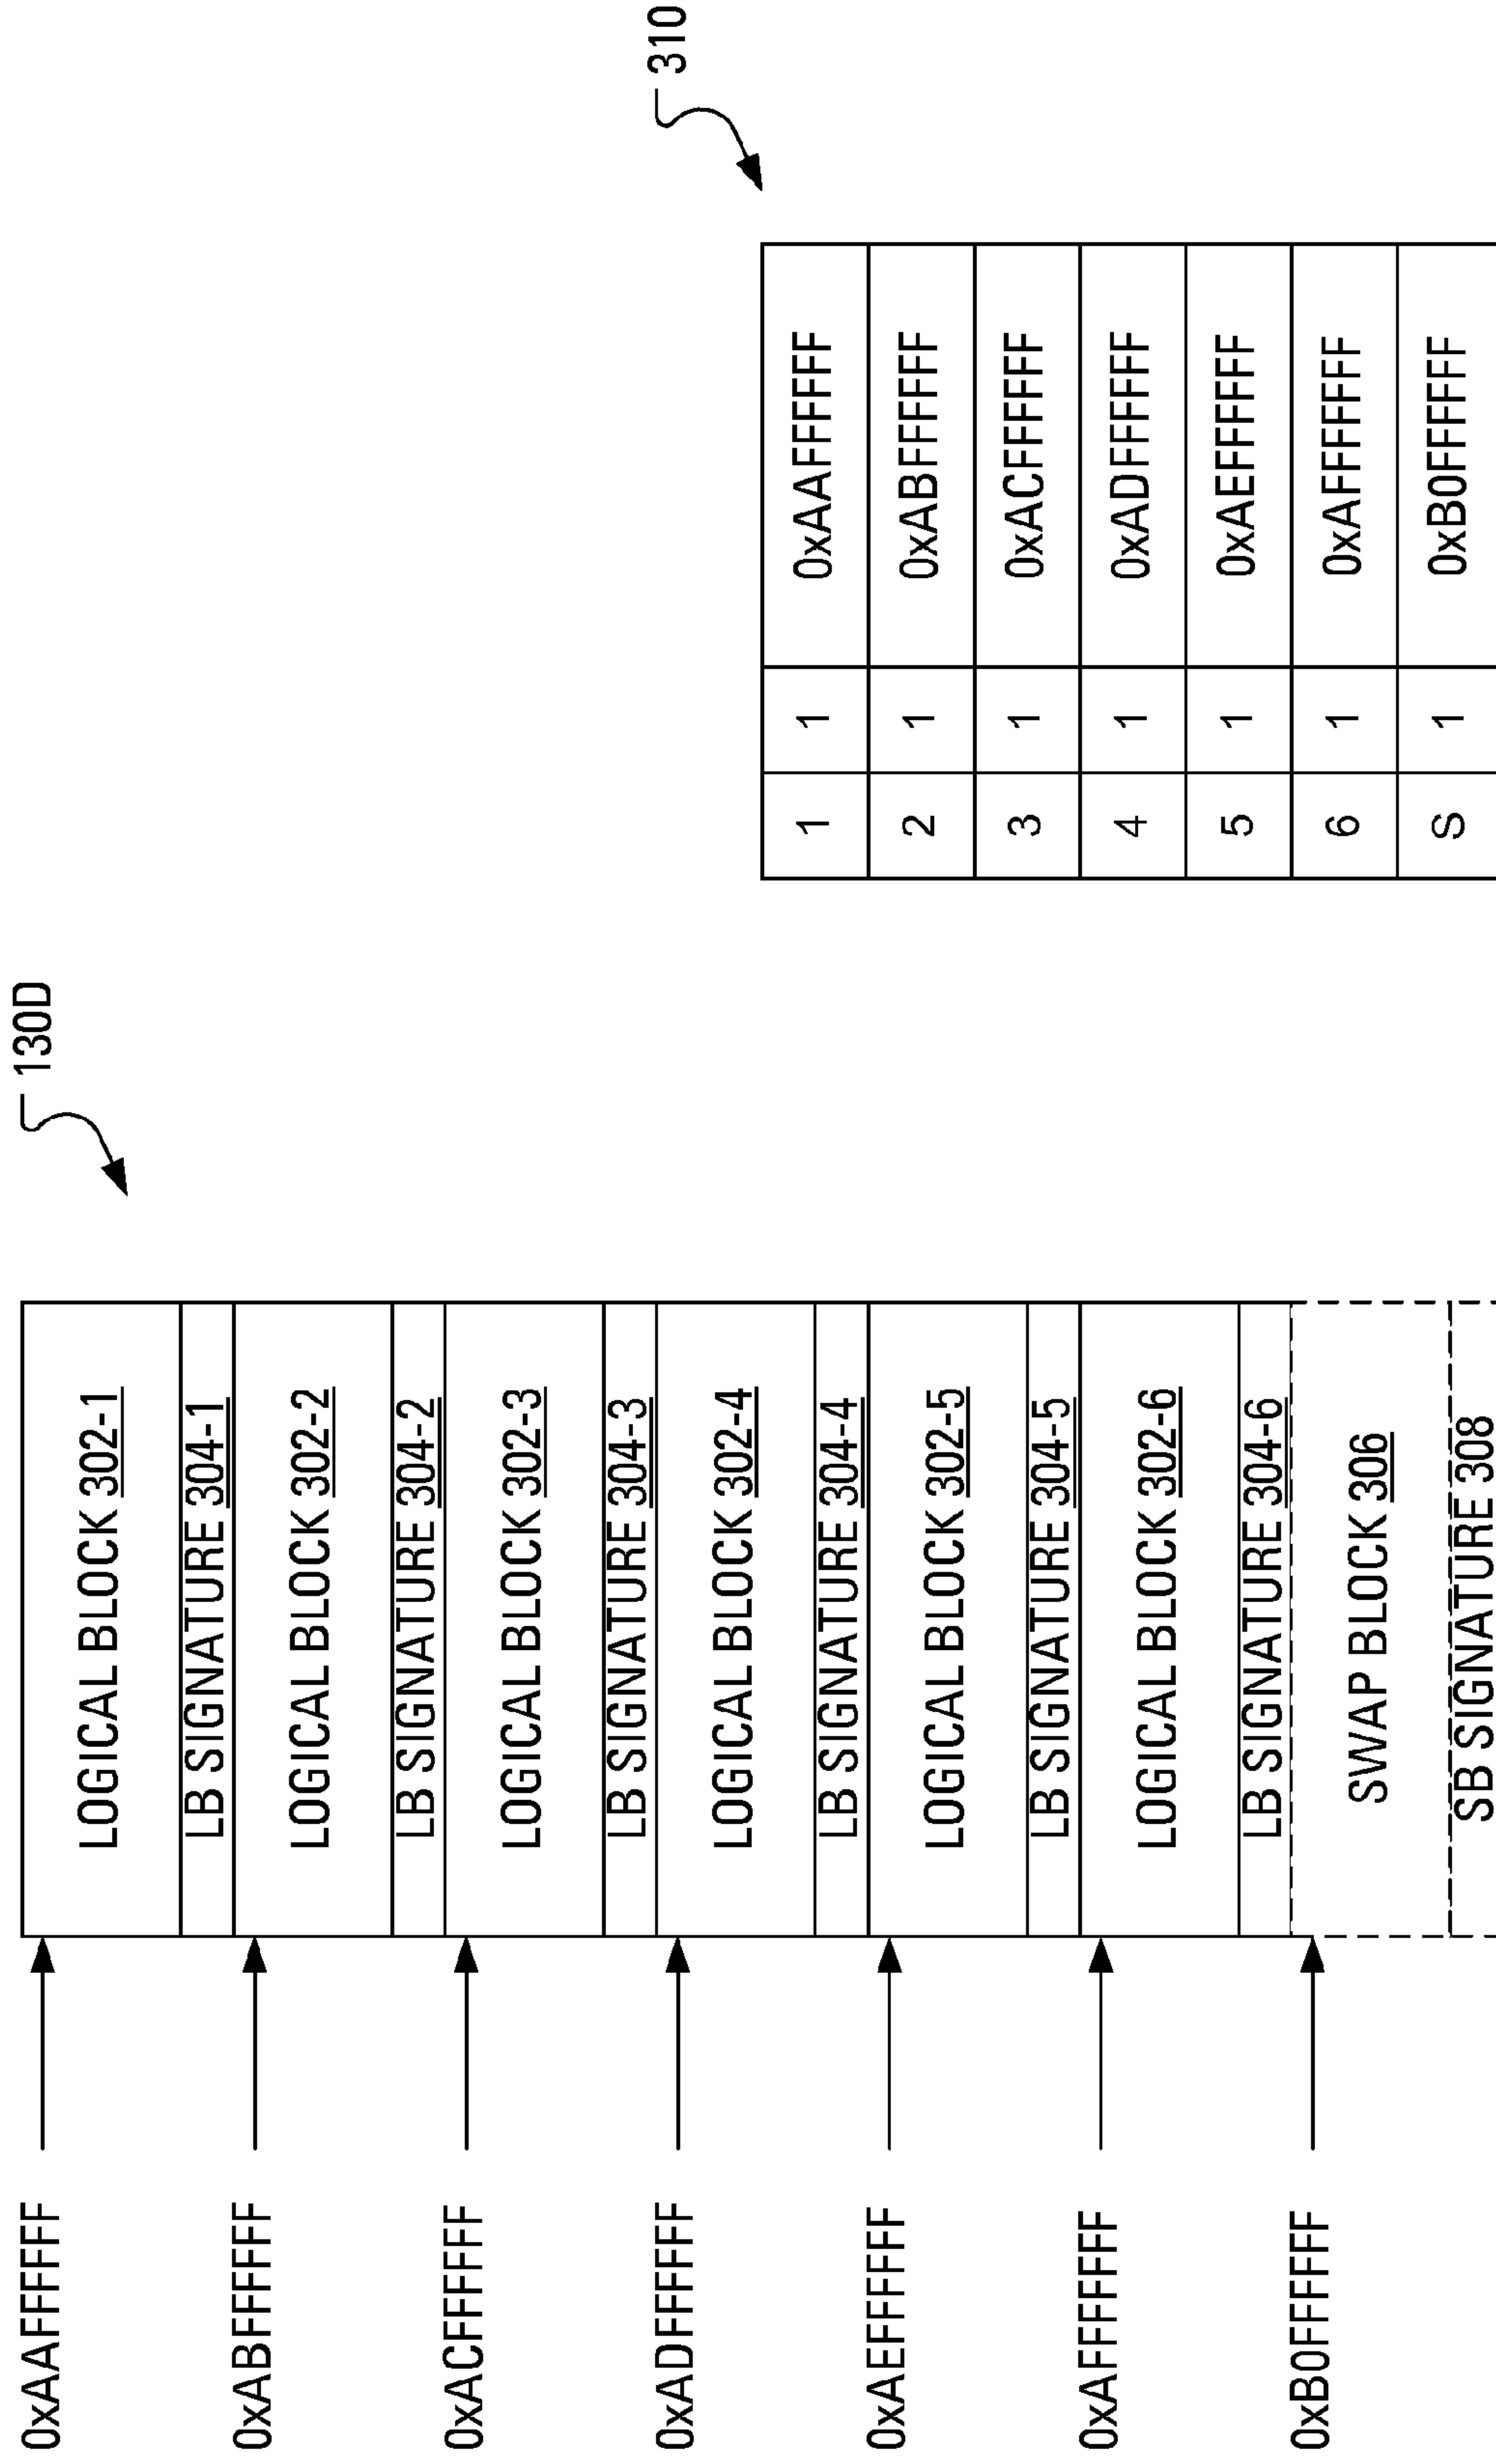 130D
0xAAFFFFFF
LOGICAL BLOCK 302-1
LB SIGNATURE 304-1
0xABFFFFFF
LOGICAL BLOCK 302-2
LB SIGNATURE 304-2
0xACFFFFFF
LOGICAL BLOCK 302-3
LB SIGNATURE 304-3
0xADFFFFFF
LOGICAL BLOCK 302-4
LB SIGNATURE 304-4
0xAEFFFFFF
LOGICAL BLOCK 302-5
LB SIGNATURE 304-5
0xAFFFFFFF
LOGICAL BLOCK 302-6
LB SIGNATURE 304-6
0xB0FFFFFF
SWAP BLOCK 306
SB SIGNATURE 308
310
1 1 0xAAFFFFFF
2 1 0xABFFFFFF
3 1 0xACFFFFFF
4 1 0xADFFFFFF
5 1 0xAEFFFFFF
6 1 0xAFFFFFFF
S 1 0xB0FFFFFF